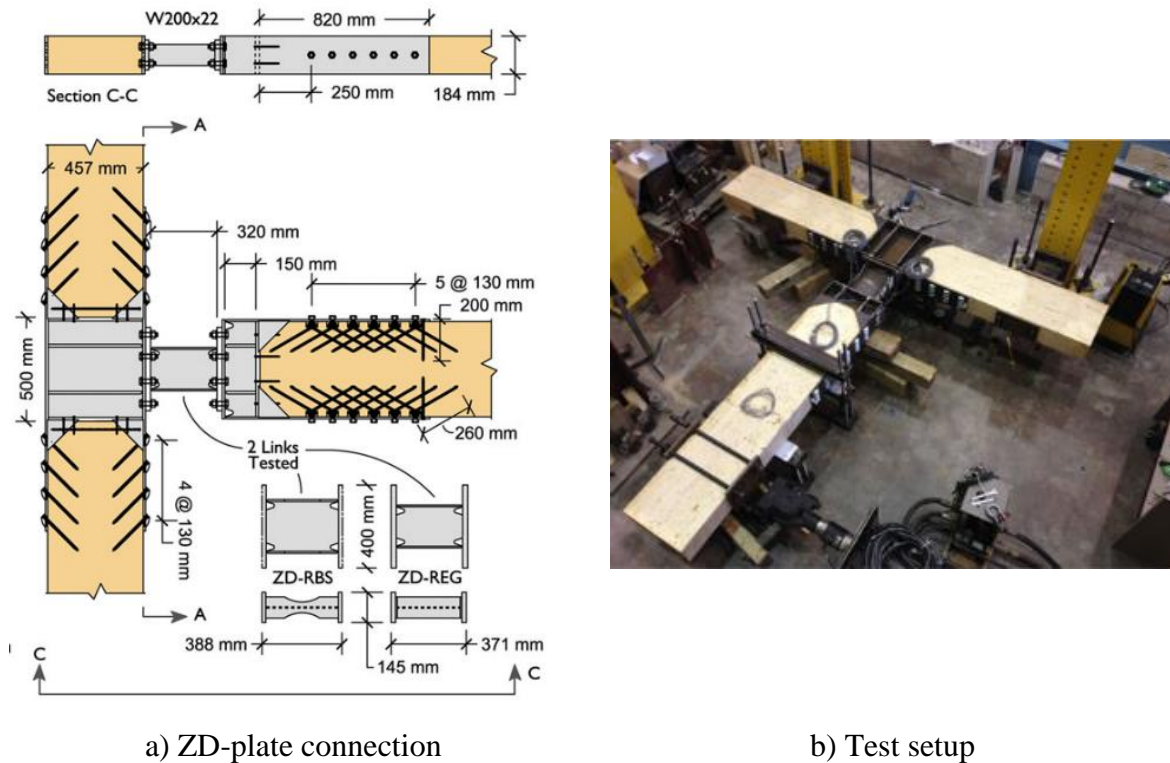 W200x22
820 mm
Section C-C
250 mm
184 mm
A
457 mm
320 mm
150 mm
5 @ 130 mm
200 mm
500 mm
260 mm
2 Links
Tested
4 @ 130 mm
400 mm
ZD-RBS
ZD-REG
A
388 mm
371 mm
145 mm
C
C
a) ZD-plate connection
b) Test setup